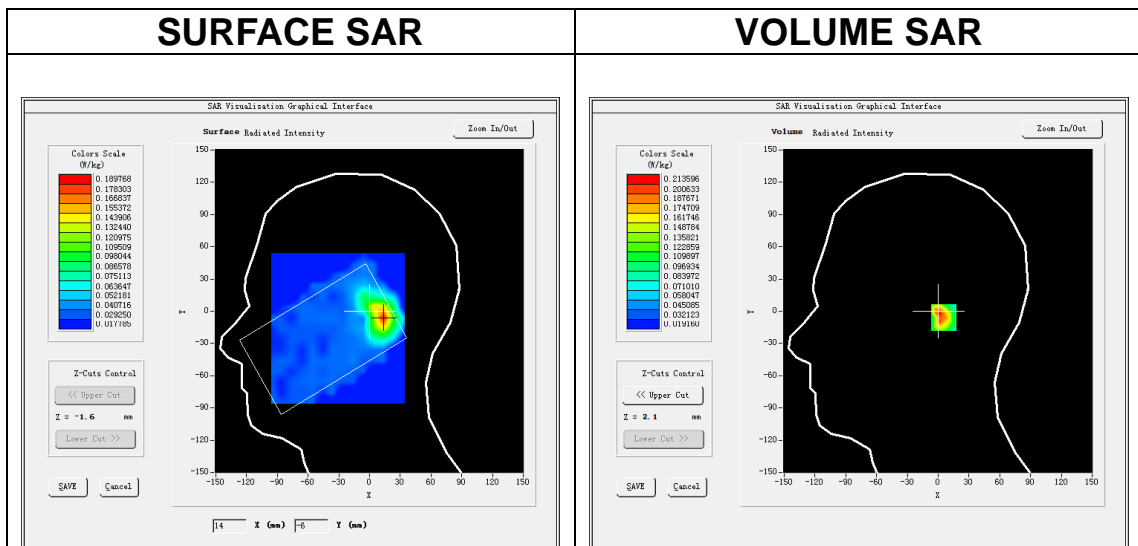 SURFACE SAR
SAR Visualisation Graphical Interface
Surface Radiated Intensity
Zoom In/Out
Colors Scale
(W/kg)
0.189768
0.178303
0.166837
0.155372
0.143906
0.132440
0.120975
0.109509
0.098044
0.086578
0.075113
0.063647
0.052181
0.040716
0.029250
0.017785
Z-Cuts Control
<< Upper Cut
Z = -1.6 mm
Lower Cut >>
SAVE Cancel
150
120
90
60
30
0
-30
-60
-90
-120
-150
Y
-150 -120 -90 -60 -30 0 30 60 90 120 150
X
14 X (mm) -6 Y (mm)
VOLUME SAR
SAR Visualisation Graphical Interface
Volume Radiated Intensity
Zoom In/Out
Colors Scale
(W/kg)
0.213596
0.200633
0.187671
0.174709
0.161746
0.148784
0.135821
0.122859
0.109897
0.096934
0.083972
0.071010
0.058047
0.045085
0.032123
0.019160
Z-Cuts Control
<< Upper Cut
Z = 2.1 mm
Lower Cut >>
SAVE Cancel
150
120
90
60
30
0
-30
-60
-90
-120
-150
Y
-150 -120 -90 -60 -30 0 30 60 90 120 150
X